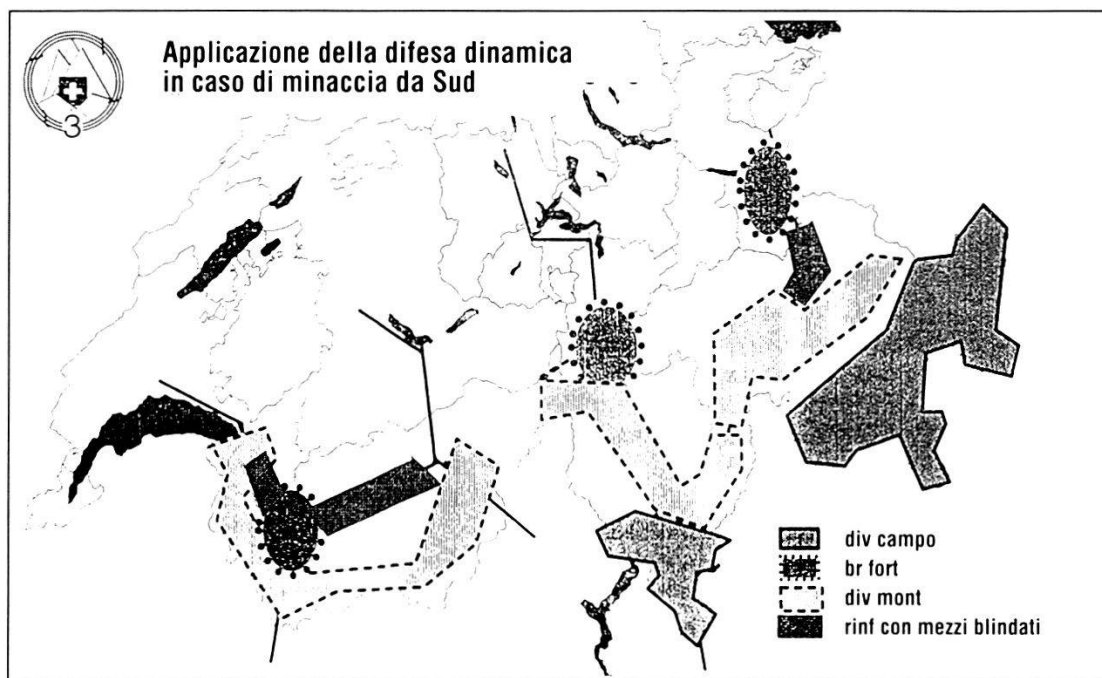 Applicazione della difesa dinamica
in caso di minaccia da Sud
3
div campo
br fort
div mont
rinf con mezzi blindati